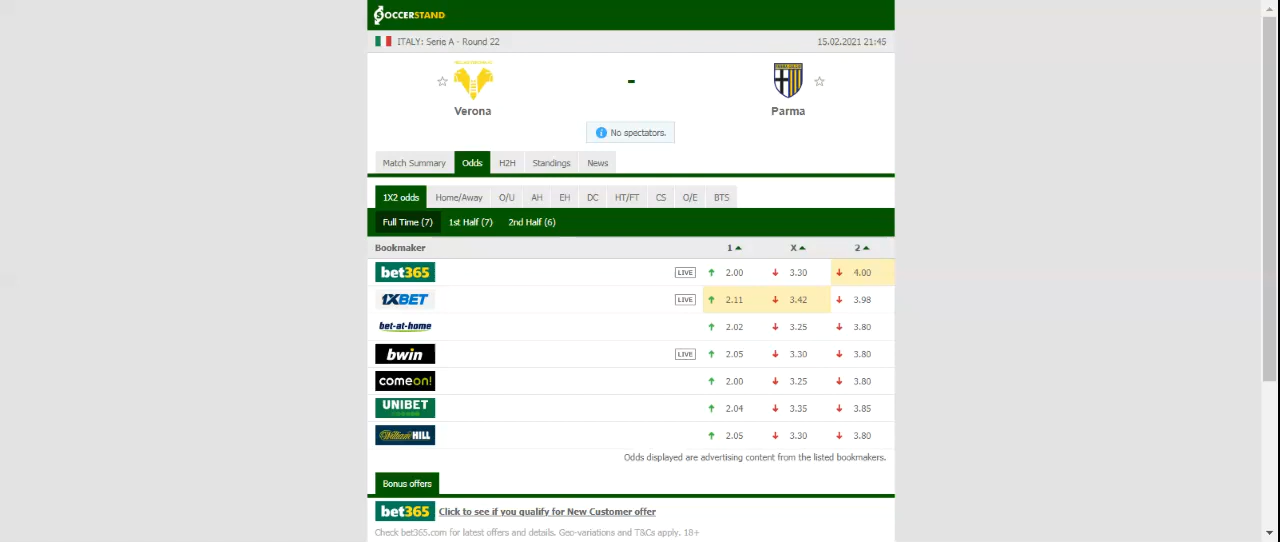 SOCCERSTAND
ITALY: Serie A - Round 22 15.02.2021 21:45
-
Verona Parma
No spectators.
Match Summary Odds H2H Standings News
1X2 odds Home/Away O/U AH EH DC HT/FT CS O/E BTS
Full Time (7) 1st Half (7) 2nd Half (6)
Bookmaker 1 X 2
bet365 LIVE 2.00 3.30 4.00
1XBET LIVE 2.11 3.42 3.98
bet-at-home 2.02 3.25 3.80
bwin LIVE 2.05 3.30 3.80
comeon! 2.00 3.25 3.80
UNIBET 2.04 3.35 3.85
William HILL 2.05 3.30 3.80
Odds displayed are advertising content from the listed bookmakers.
Bonus offers
bet365 Click to see if you qualify for New Customer offer
Check bet365.com for latest offers and details. Geo-variations and T&Cs apply. 18+